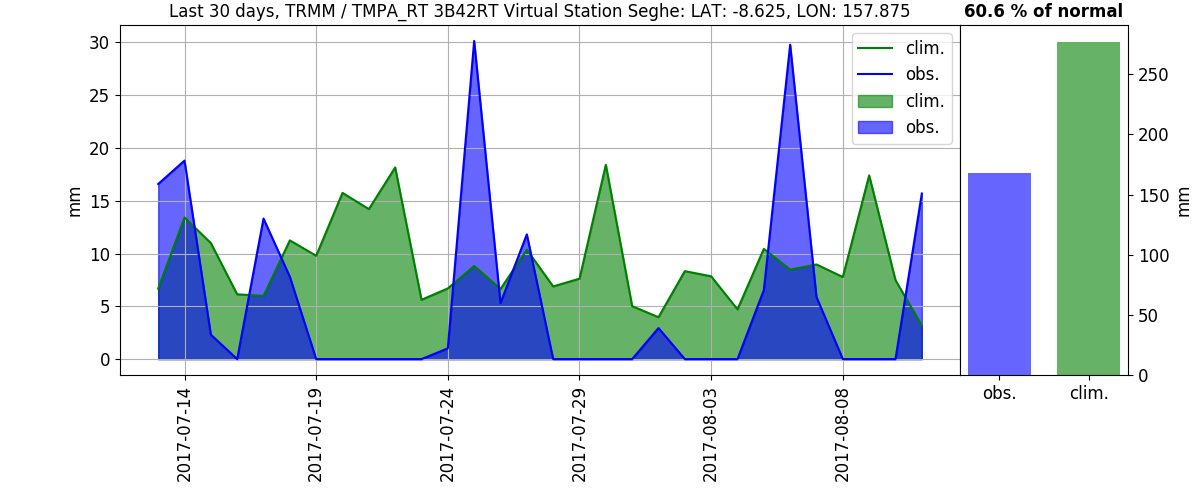 Last 30 days, TRMM / TMPA_RT 3B42RT Virtual Station Seghe: LAT: -8.625, LON: 157.875
60.6 % of normal
30
25
20
15
10
5
0
mm
clim.
obs.
clim.
obs.
2017-07-14
2017-07-19
2017-07-24
2017-07-29
2017-08-03
2017-08-08
250
200
150
100
50
0
mm
obs.
clim.